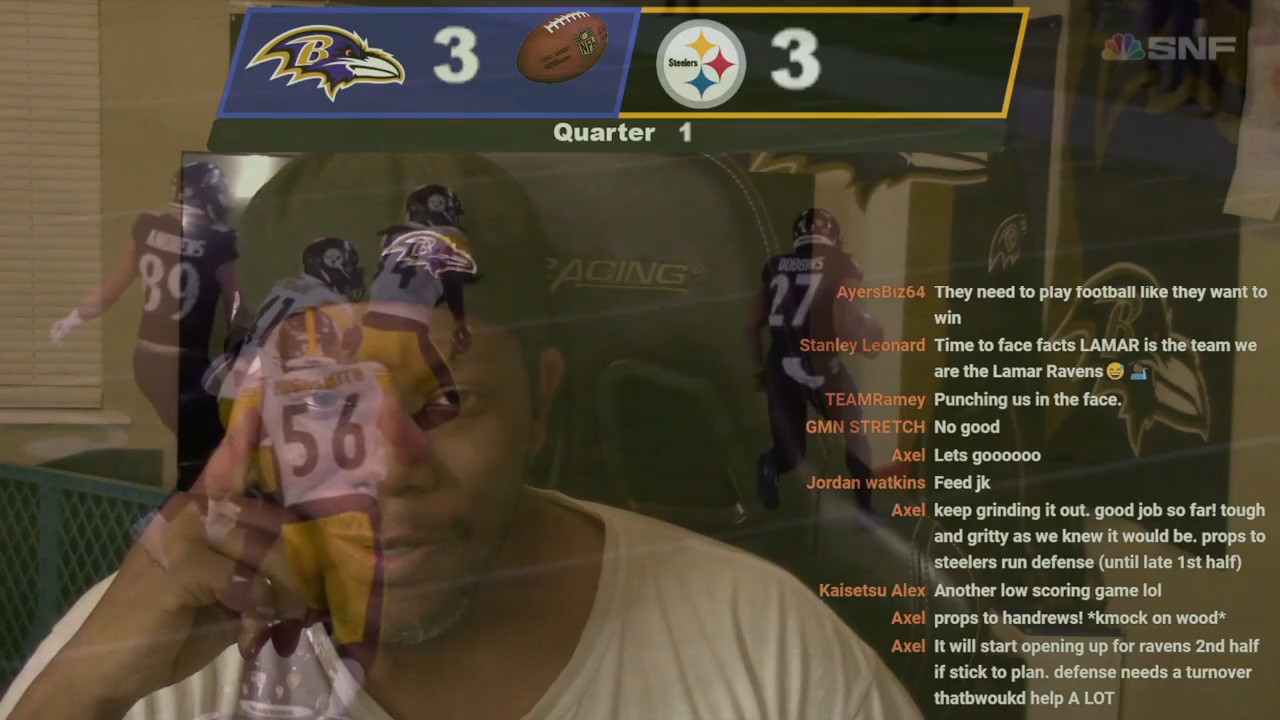 3
Steelers
3
SNF
Quarter 1
RACING
89
DOBBINS
27
56
AyersBiz64 They need to play football like they want to
win
Stanley Leonard Time to face facts LAMAR is the team we
are the Lamar Ravens😅
TEAMRamey Punching us in the face.
GMN STRETCH No good
Axel Lets goooooo
Jordan watkins Feed jk
Axel keep grinding it out. good job so far! tough
and gritty as we knew it would be. props to
steelers run defense (until late 1st half)
Kaisetsu Alex Another low scoring game lol
Axel props to handrews! *kmock on wood*
Axel It will start opening up for ravens 2nd half
if stick to plan. defense needs a turnover
thatbwoukd help A LOT